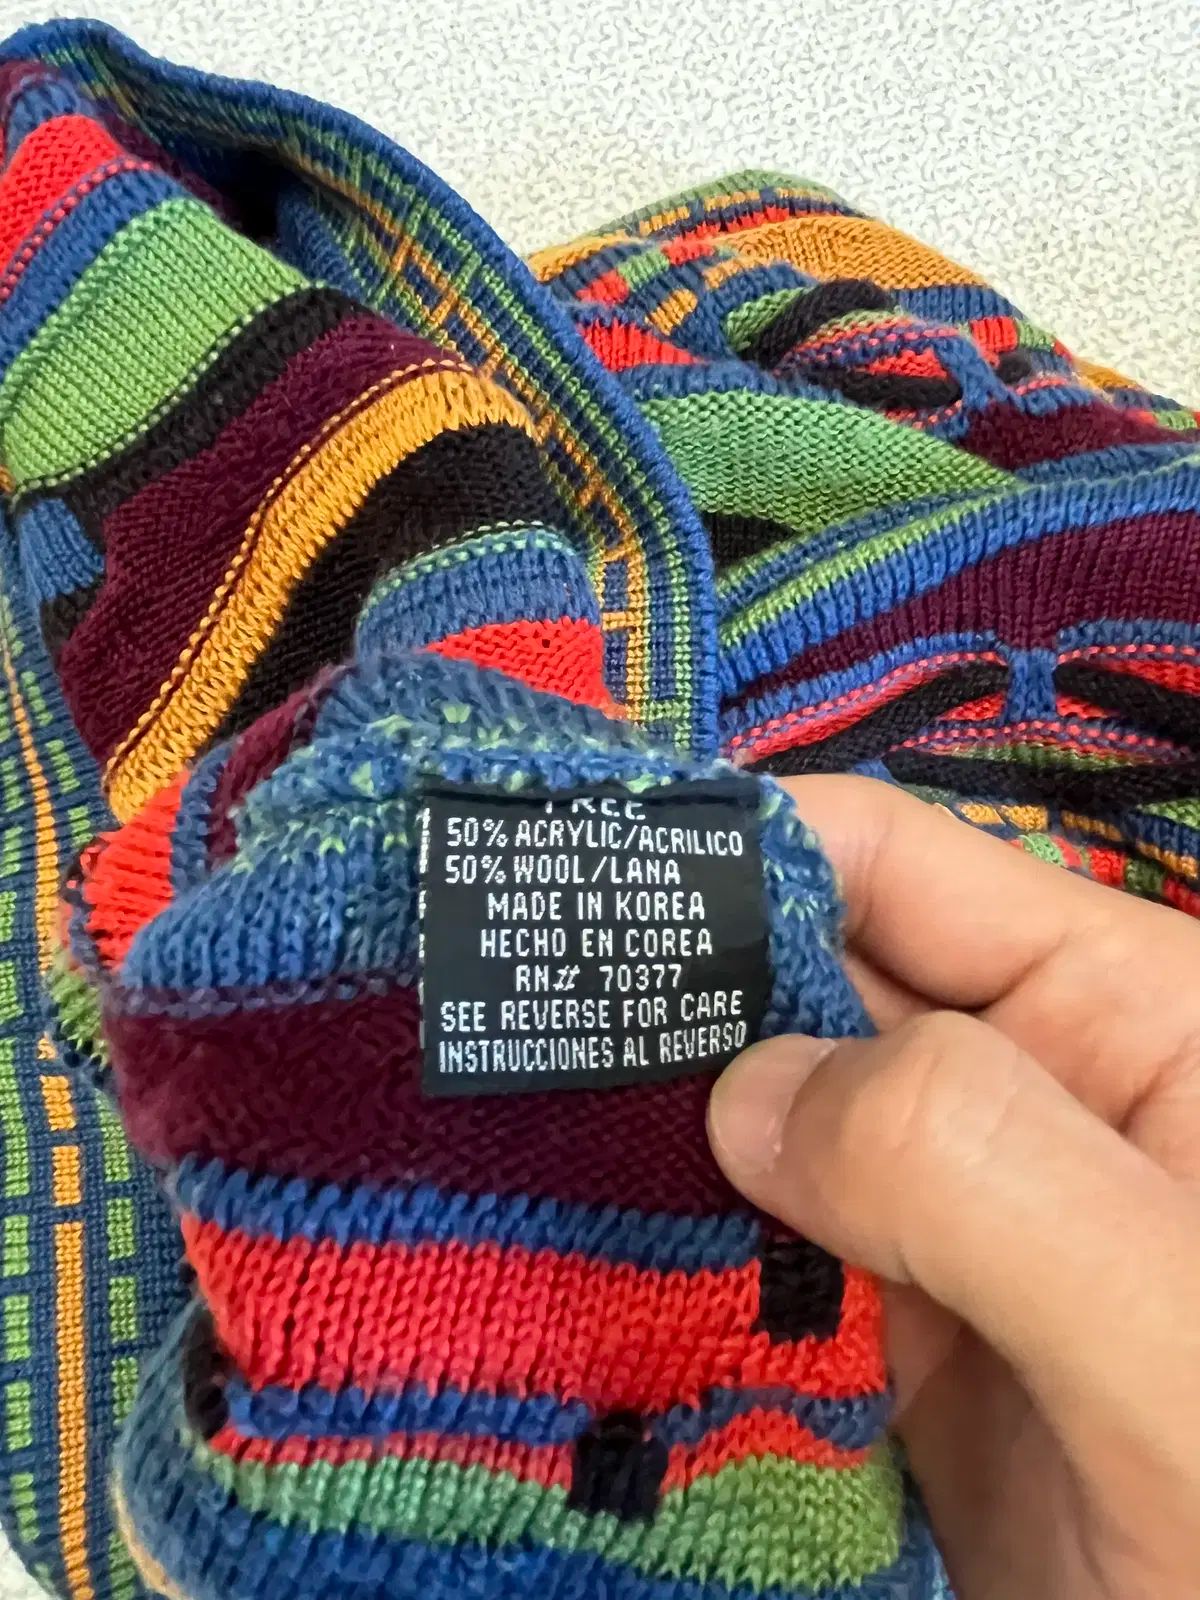 FREE
50% ACRYLIC/ACRILICO
50% WOOL/LANA
MADE IN KOREA
HECHO EN COREA
RN# 70377
SEE REVERSE FOR CARE
INSTRUCCIONES AL REVERSO